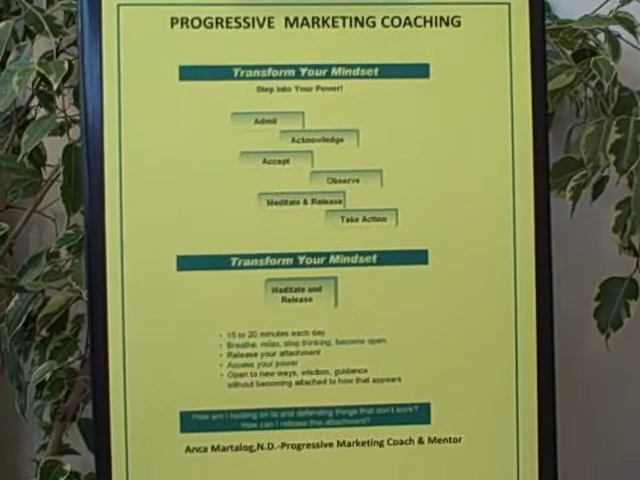 PROGRESSIVE MARKETING COACHING
Transform Your Mindset
Step into Your Power!
Admit
Acknowledge
Accept
Observe
Meditate & Release
Take Action
Transform Your Mindset
Meditate and
Release
• 15 to 20 minutes each day
• Breathe, relax, stop thinking, become open
• Release your attachment
• Access your power
• Open to new ways, wisdom, guidance
without becoming attached to how that appears
How am I holding on to and defending things that don't work?
How can I release this attachment?
Anca Martalog,N.D.-Progressive Marketing Coach & Mentor